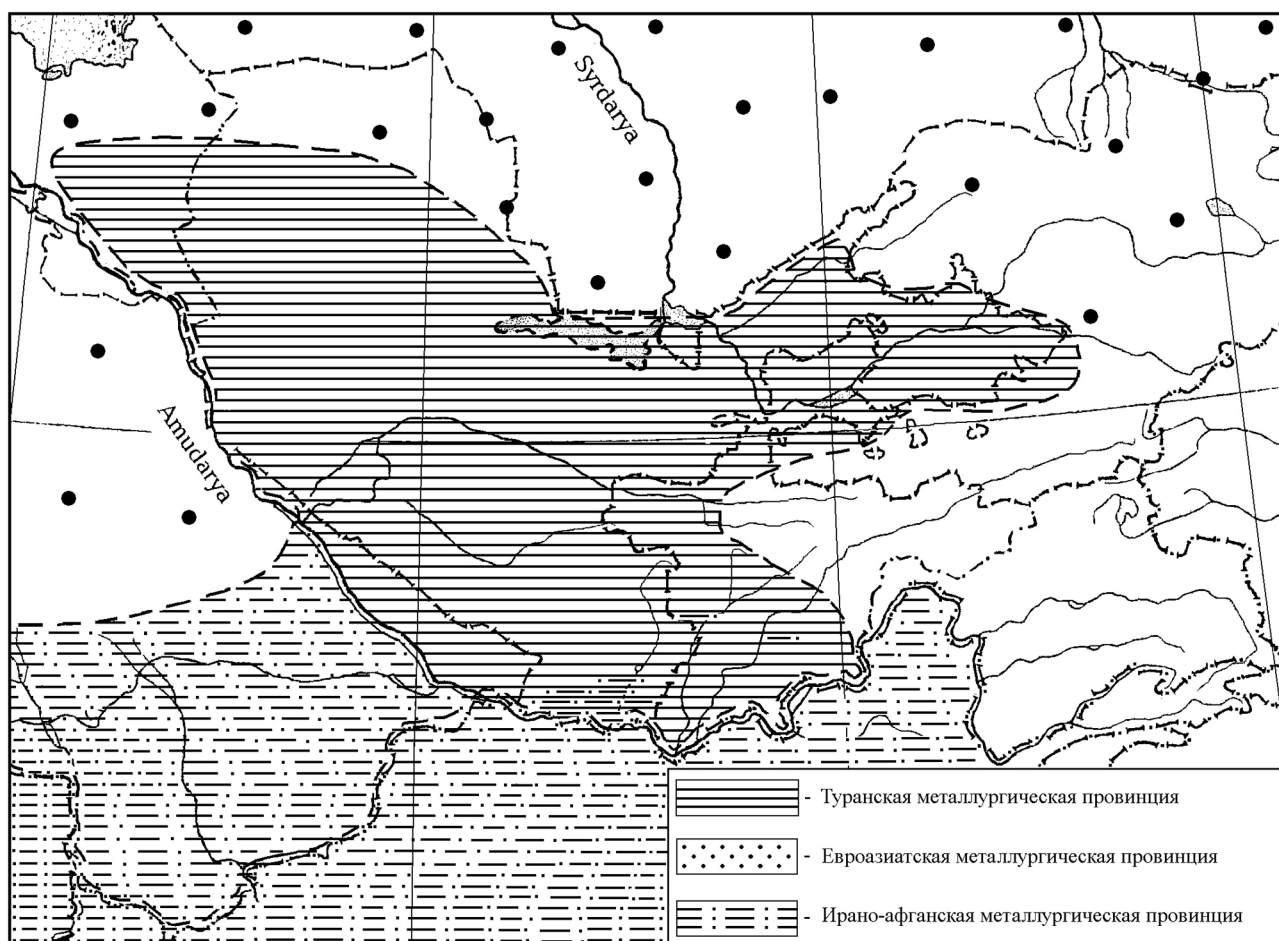 Syrdarya
Amudarya
- Туранская металлургическая провинция
- Евроазиатская металлургическая провинция
- Ирано-афганская металлургическая провинция